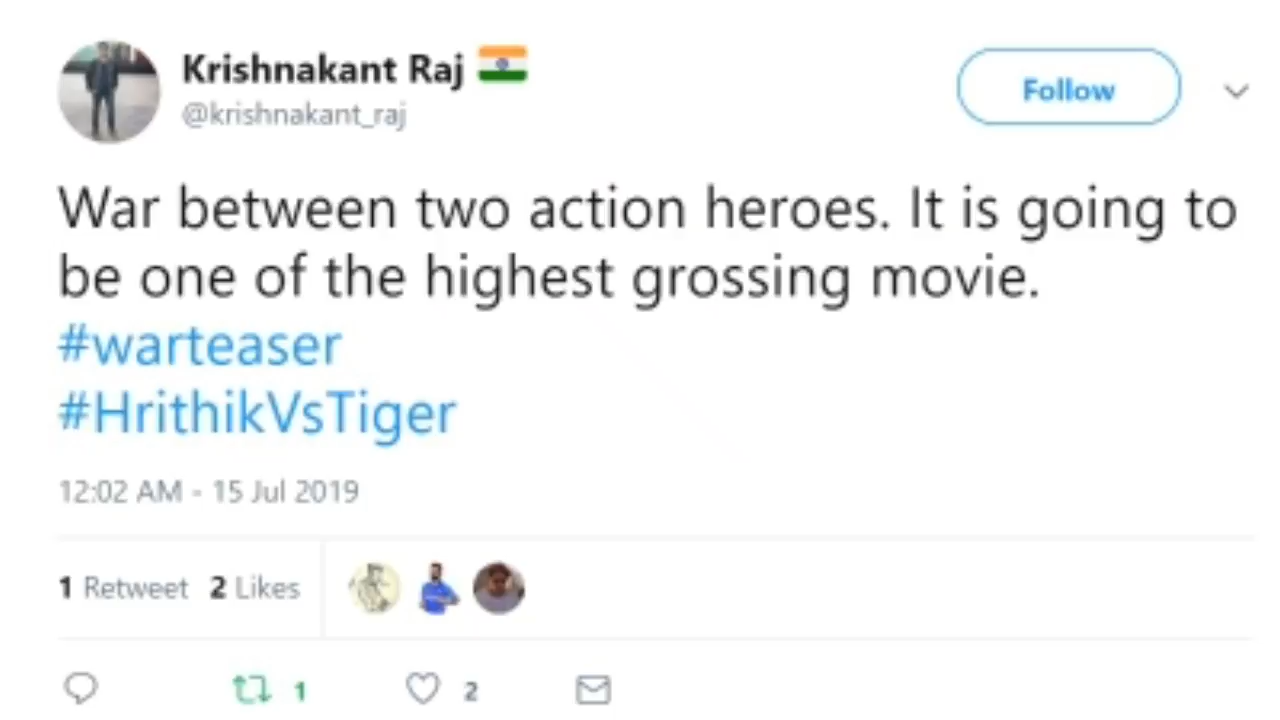 Krishnakant Raj
@krishnakant_raj
Follow
War between two action heroes. It is going to
be one of the highest grossing movie.
#warteaser
#HrithikVsTiger
12:02 AM - 15 Jul 2019
1 Retweet 2 Likes
1 2